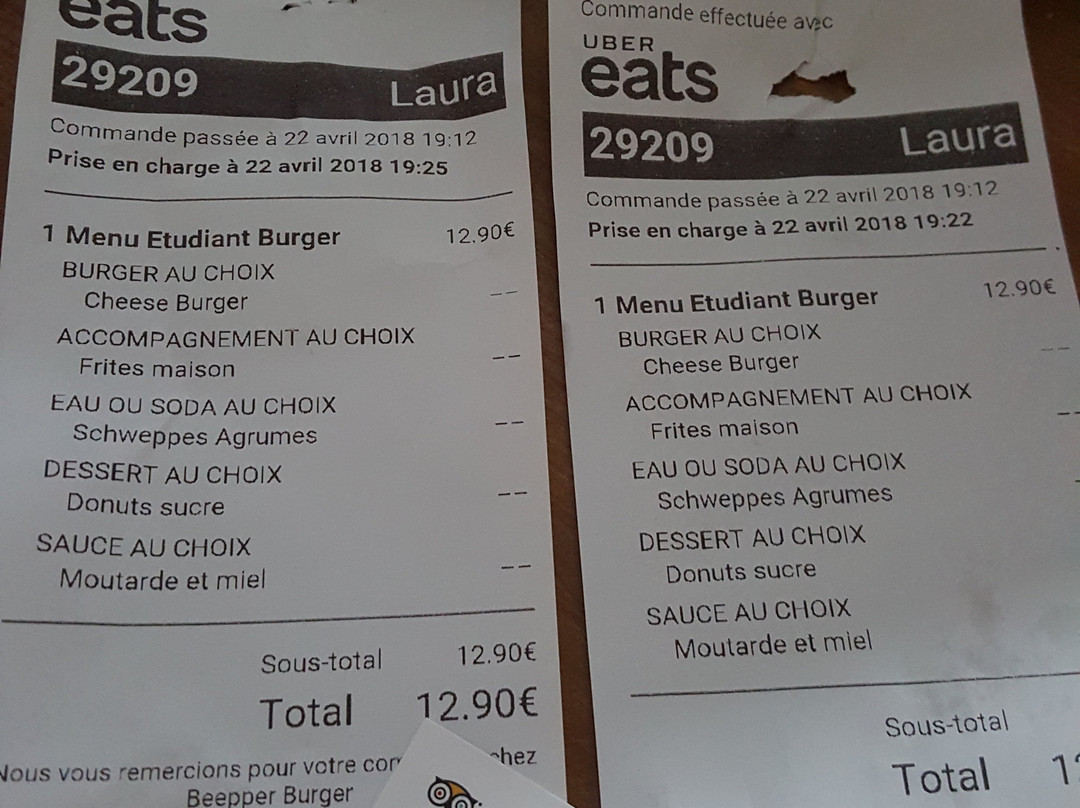 eats
29209 Laura
Commande passée à 22 avril 2018 19:12
Prise en charge à 22 avril 2018 19:25
1 Menu Etudiant Burger 12.90€
BURGER AU CHOIX
Cheese Burger --
ACCOMPAGNEMENT AU CHOIX
Frites maison --
EAU OU SODA AU CHOIX
Schweppes Agrumes --
DESSERT AU CHOIX
Donuts sucre --
SAUCE AU CHOIX
Moutarde et miel --
Sous-total 12.90€
Total 12.90€
Nous vous remercions pour votre
Beepper Burger
Commande effectuée avec
UBER
eats
29209 Laura
Commande passée à 22 avril 2018 19:12
Prise en charge à 22 avril 2018 19:22
1 Menu Etudiant Burger 12.90€
BURGER AU CHOIX
Cheese Burger --
ACCOMPAGNEMENT AU CHOIX
Frites maison --
EAU OU SODA AU CHOIX
Schweppes Agrumes
DESSERT AU CHOIX
Donuts sucre
SAUCE AU CHOIX
Moutarde et miel
Sous-total
Total